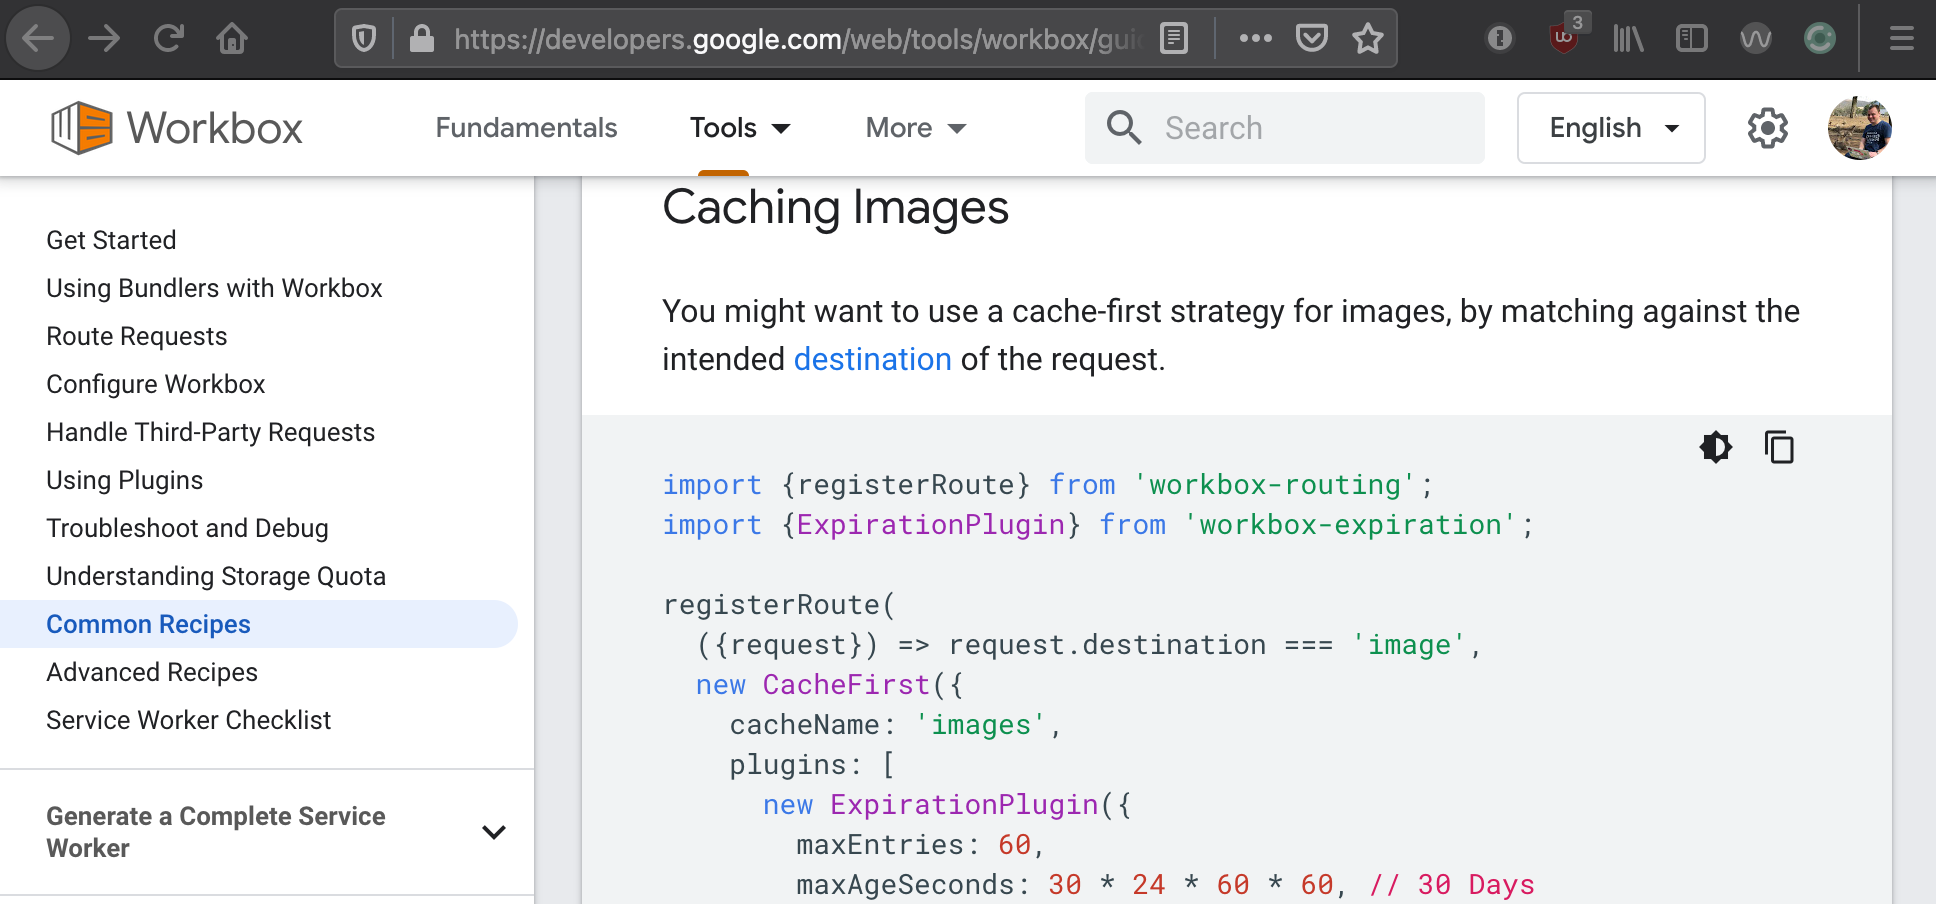 https://developers.google.com/web/tools/workbox/gui
3
Workbox
Fundamentals
Tools
More
Search
English
Get Started
Using Bundlers with Workbox
Route Requests
Configure Workbox
Handle Third-Party Requests
Using Plugins
Troubleshoot and Debug
Understanding Storage Quota
Common Recipes
Advanced Recipes
Service Worker Checklist
Generate a Complete Service
Worker
Caching Images
You might want to use a cache-first strategy for images, by matching against the
intended destination of the request.
import {registerRoute} from 'workbox-routing';
import {ExpirationPlugin} from 'workbox-expiration';
registerRoute(
  ({request}) => request.destination === 'image',
  new CacheFirst({
    cacheName: 'images',
    plugins: [
      new ExpirationPlugin({
        maxEntries: 60,
        maxAgeSeconds: 30 * 24 * 60 * 60, // 30 Days